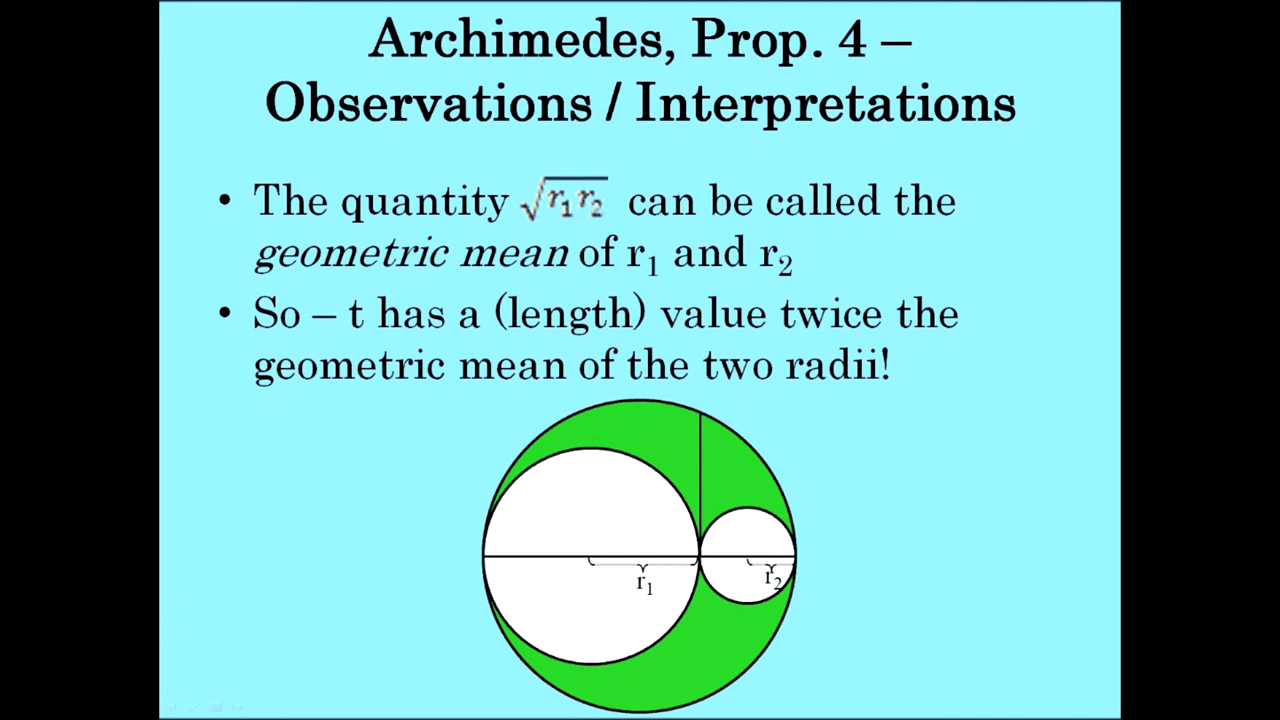 Archimedes, Prop. 4 –
Observations / Interpretations
• The quantity √r₁r₂ can be called the
geometric mean of r₁ and r₂
• So – t has a (length) value twice the
geometric mean of the two radii!
r₁
r₂